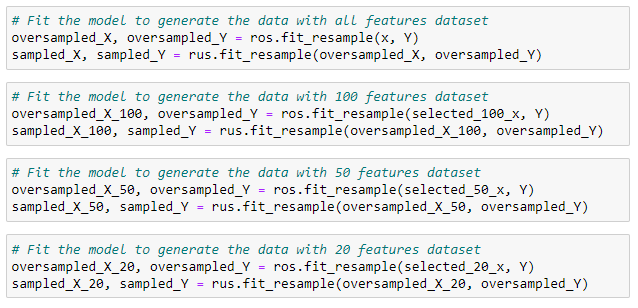 # Fit the model to generate the data with all features dataset
oversampled_X, oversampled_Y = ros.fit_resample(x, Y)
sampled_X, sampled_Y = rus.fit_resample(oversampled_X, oversampled_Y)
# Fit the model to generate the data with 100 features dataset
oversampled_X_100, oversampled_Y = ros.fit_resample(selected_100_x, Y)
sampled_X_100, sampled_Y = rus.fit_resample(oversampled_X_100, oversampled_Y)
# Fit the model to generate the data with 50 features dataset
oversampled_X_50, oversampled_Y = ros.fit_resample(selected_50_x, Y)
sampled_X_50, sampled_Y = rus.fit_resample(oversampled_X_50, oversampled_Y)
# Fit the model to generate the data with 20 features dataset
oversampled_X_20, oversampled_Y = ros.fit_resample(selected_20_x, Y)
sampled_X_20, sampled_Y = rus.fit_resample(oversampled_X_20, oversampled_Y)